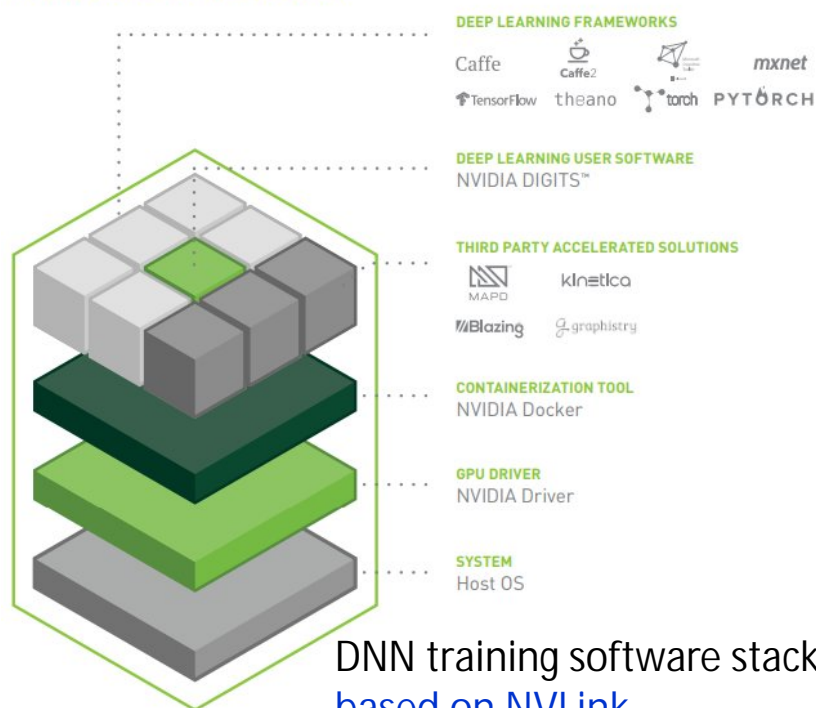 DEEP LEARNING FRAMEWORKS
Caffe Caffe2 mxnet
TensorFlow theano torch PYTORCH
DEEP LEARNING USER SOFTWARE
NVIDIA DIGITS™
THIRD PARTY ACCELERATED SOLUTIONS
MAPD kinetica
Blazing graphistry
CONTAINERIZATION TOOL
NVIDIA Docker
GPU DRIVER
NVIDIA Driver
SYSTEM
Host OS
DNN training software stack
based on NVLink